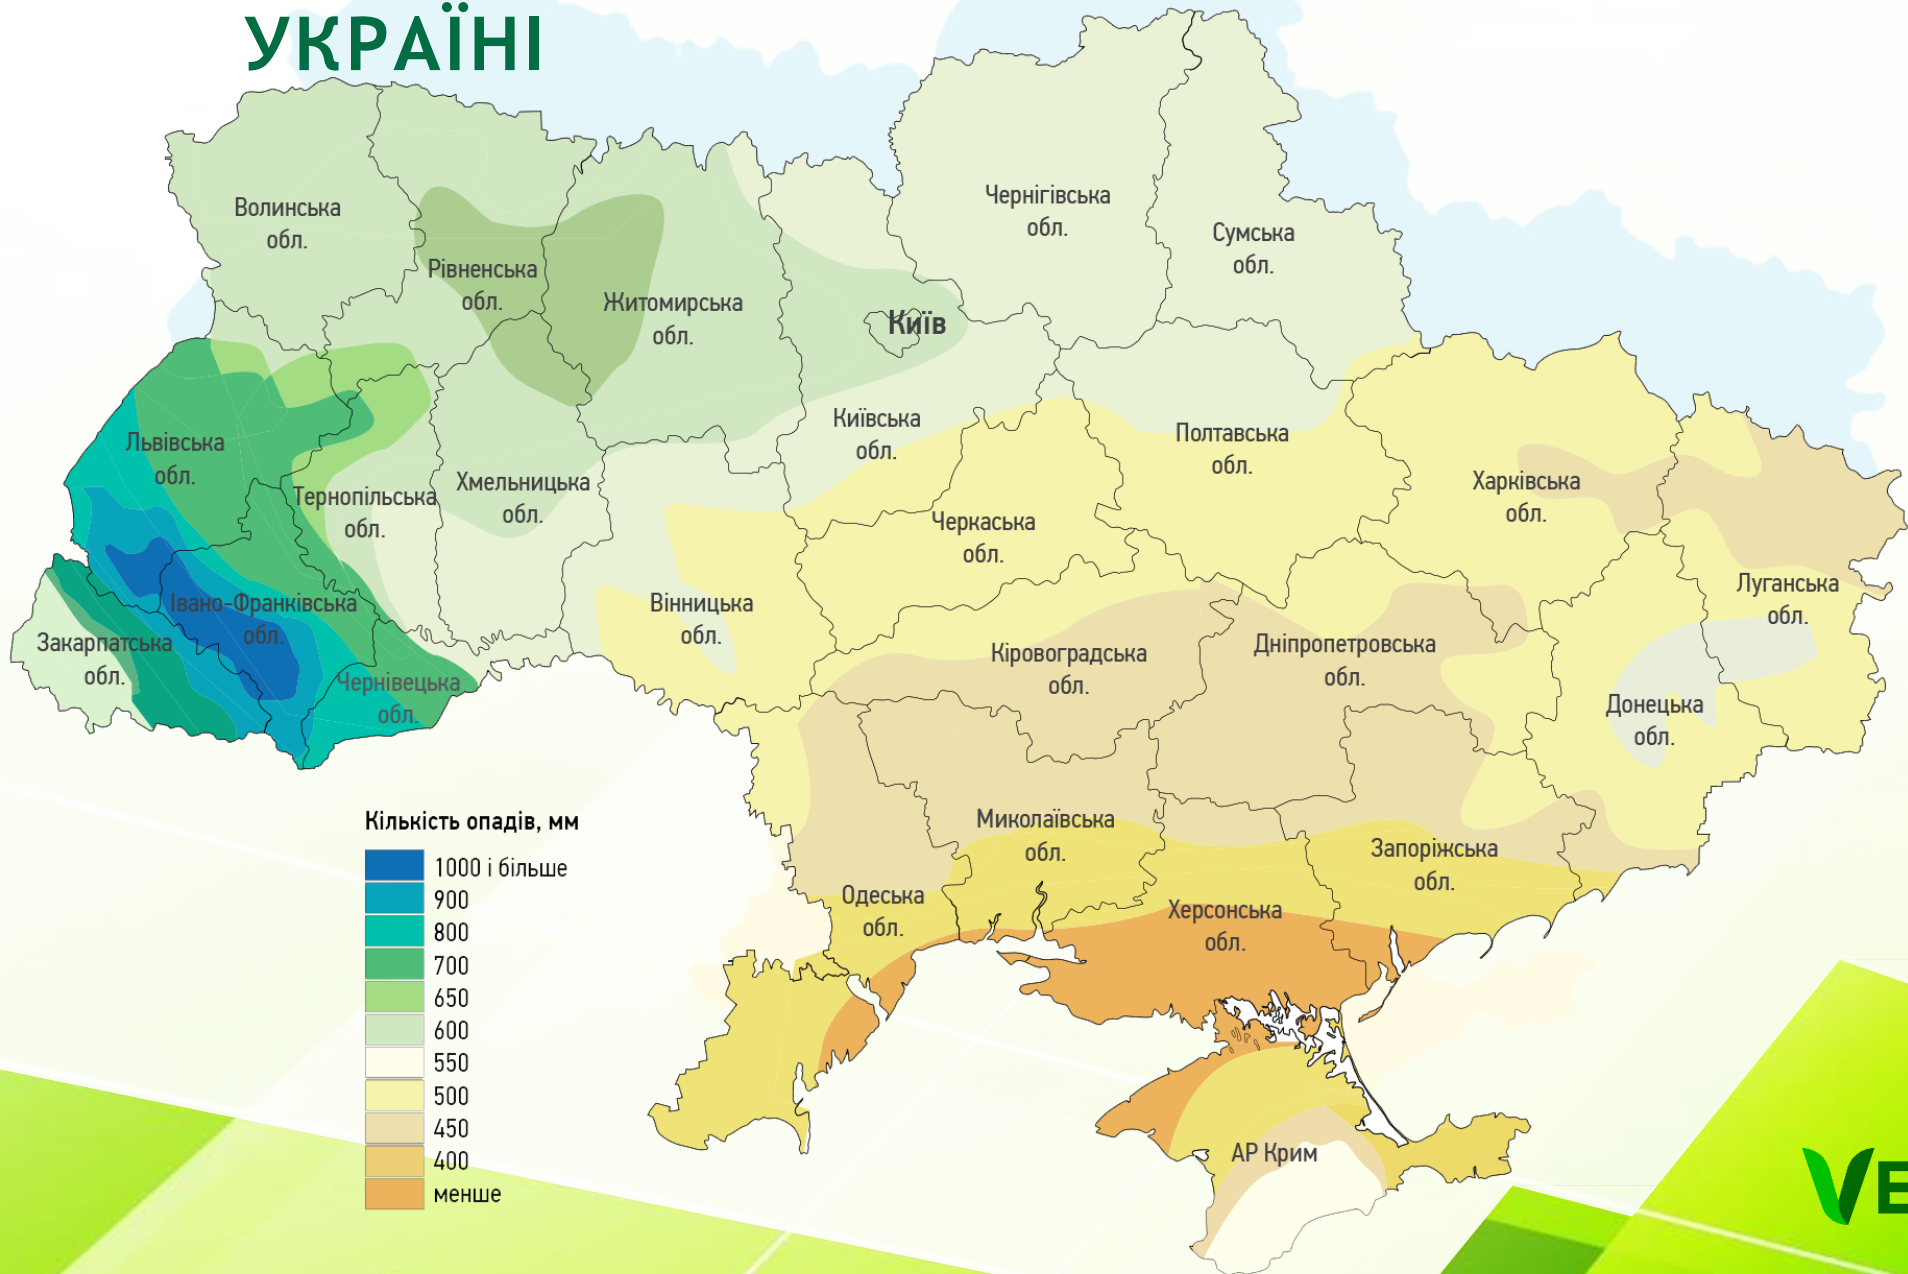 УКРАЇНІ
Волинська
обл.
Рівненська
обл.
Житомирська
обл.
Київ
Чернігівська
обл.
Сумська
обл.
Львівська
обл.
Тернопільська
обл.
Хмельницька
обл.
Київська
обл.
Полтавська
обл.
Харківська
обл.
Черкаська
обл.
Луганська
обл.
Закарпатська
обл.
Івано-Франківська
обл.
Чернівецька
обл.
Вінницька
обл.
Кіровоградська
обл.
Дніпропетровська
обл.
Донецька
обл.
Миколаївська
обл.
Запоріжська
обл.
Одеська
обл.
Херсонська
обл.
АР Крим
Кількість опадів, мм
1000 і більше
900
800
700
650
600
550
500
450
400
менше